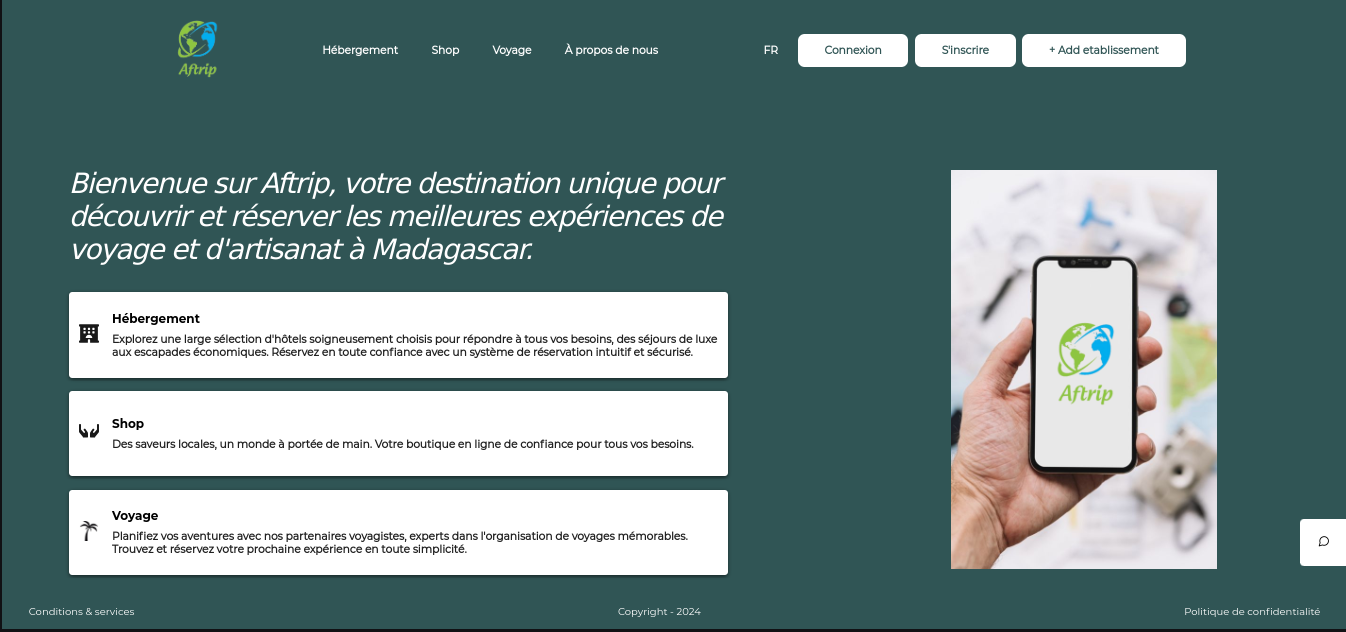 Aftrip
Hébergement
Shop
Voyage
À propos de nous
FR
Connexion
S'inscrire
+ Add etablissement
Bienvenue sur Aftrip, votre destination unique pour
découvrir et réserver les meilleures expériences de
voyage et d'artisanat à Madagascar.
Hébergement
Explorez une large sélection d'hôtels soigneusement choisis pour répondre à tous vos besoins, des séjours de luxe
aux escapades économiques. Réservez en toute confiance avec un système de réservation intuitif et sécurisé.
Shop
Des saveurs locales, un monde à portée de main. Votre boutique en ligne de confiance pour tous vos besoins.
Voyage
Planifiez vos aventures avec nos partenaires voyagistes, experts dans l'organisation de voyages mémorables.
Trouvez et réservez votre prochaine expérience en toute simplicité.
Aftrip
Conditions & services
Copyright - 2024
Politique de confidentialité